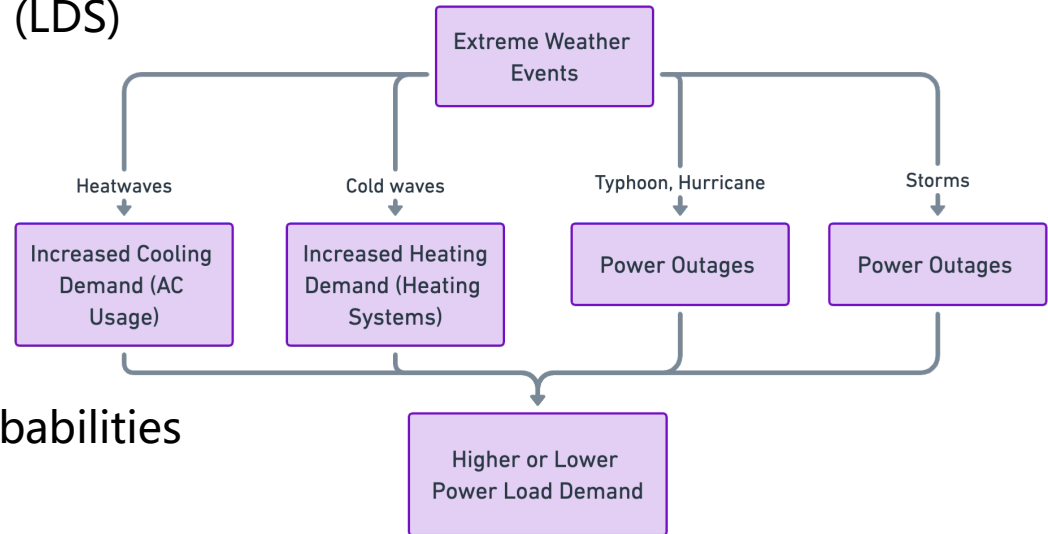 (LDS)
Extreme Weather
Events
Heatwaves
Cold waves
Typhoon, Hurricane
Storms
Increased Cooling
Demand (AC
Usage)
Increased Heating
Demand (Heating
Systems)
Power Outages
Power Outages
babilities
Higher or Lower
Power Load Demand